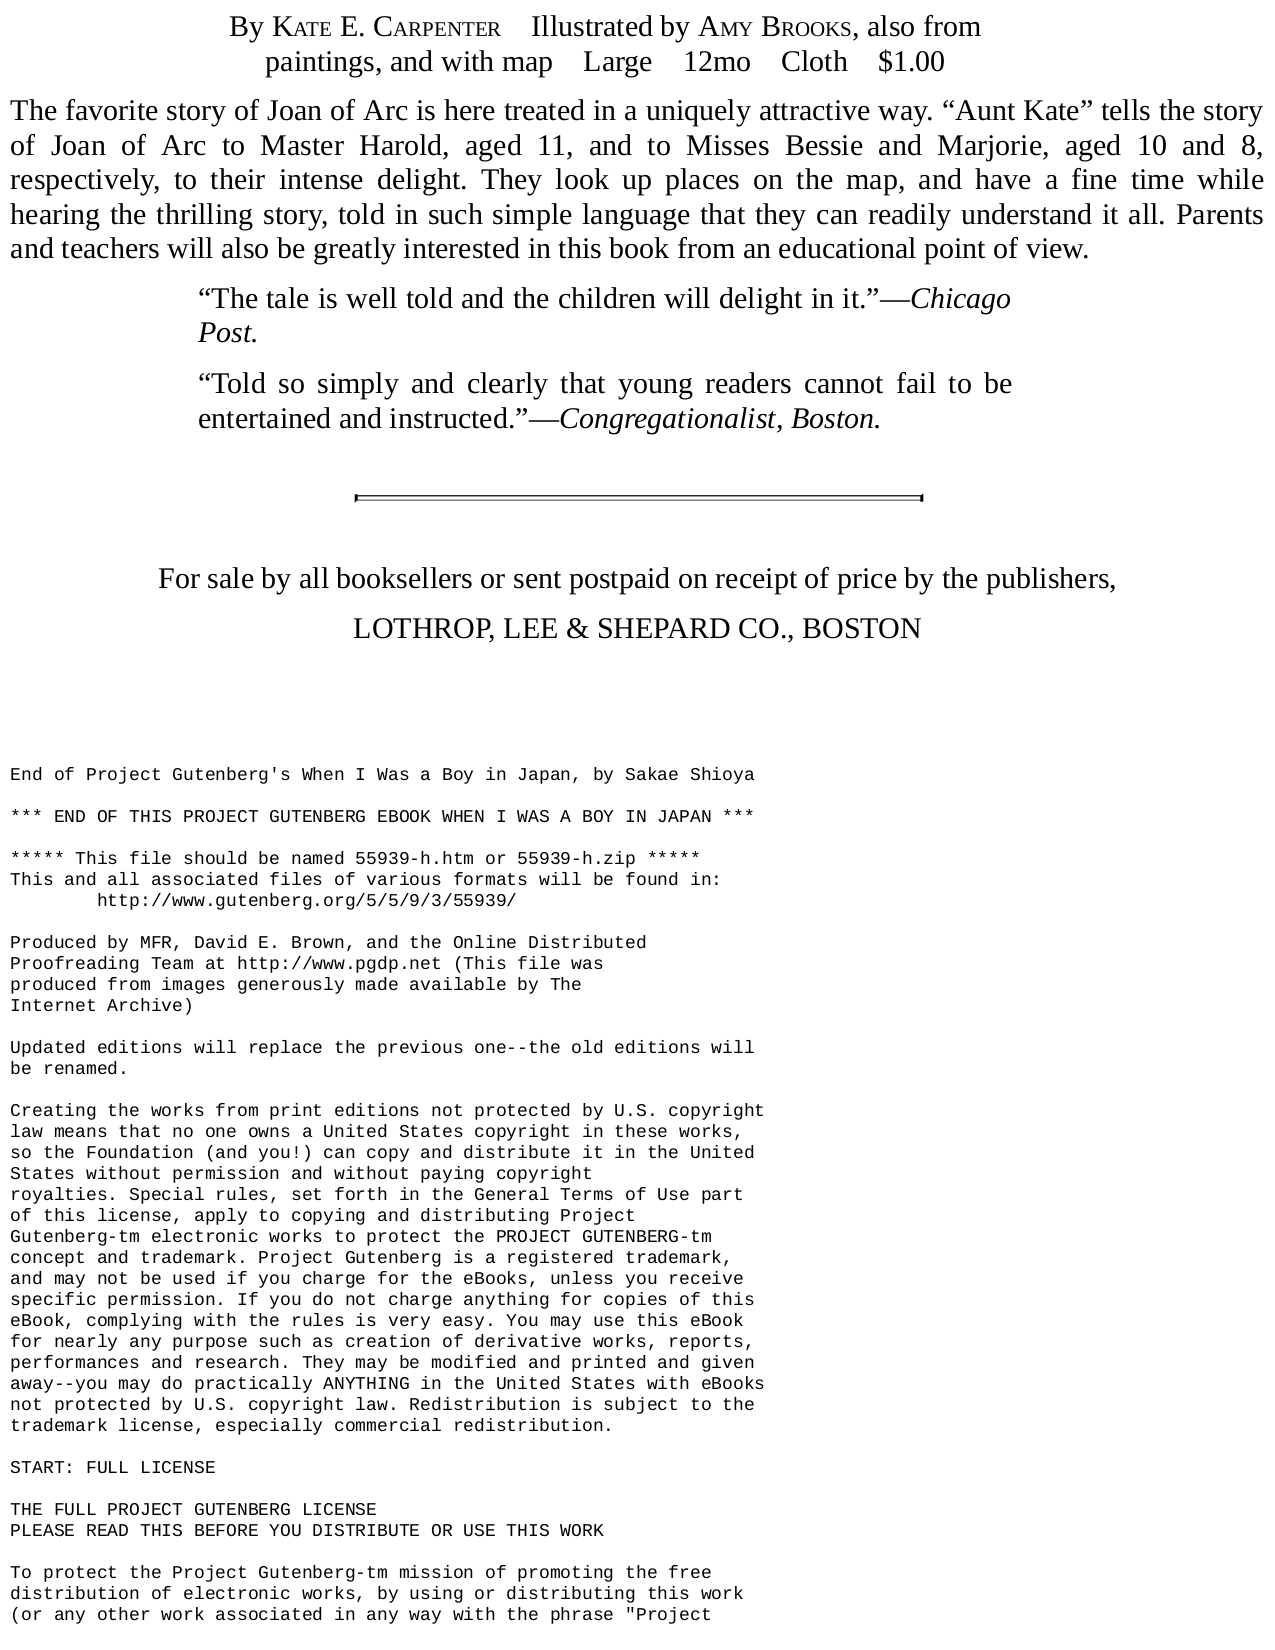 By Kate E. Carpenter Illustrated by Amy Brooks, also from
paintings, and with map Large 12mo Cloth $1.00
The favorite story of Joan of Arc is here treated in a uniquely attractive way. “Aunt Kate” tells the story
of Joan of Arc to Master Harold, aged 11, and to Misses Bessie and Marjorie, aged 10 and 8,
respectively, to their intense delight. They look up places on the map, and have a fine time while
hearing the thrilling story, told in such simple language that they can readily understand it all. Parents
and teachers will also be greatly interested in this book from an educational point of view.
“The tale is well told and the children will delight in it.”—Chicago
Post.
“Told so simply and clearly that young readers cannot fail to be
entertained and instructed.”—Congregationalist, Boston.
For sale by all booksellers or sent postpaid on receipt of price by the publishers,
LOTHROP, LEE & SHEPARD CO., BOSTON
End of Project Gutenberg's When I Was a Boy in Japan, by Sakae Shioya
*** END OF THIS PROJECT GUTENBERG EBOOK WHEN I WAS A BOY IN JAPAN ***
***** This file should be named 55939-h.htm or 55939-h.zip *****
This and all associated files of various formats will be found in:
http://www.gutenberg.org/5/5/9/3/55939/
Produced by MFR, David E. Brown, and the Online Distributed
Proofreading Team at http://www.pgdp.net (This file was
produced from images generously made available by The
Internet Archive)
Updated editions will replace the previous one--the old editions will
be renamed.
Creating the works from print editions not protected by U.S. copyright
law means that no one owns a United States copyright in these works,
so the Foundation (and you!) can copy and distribute it in the United
States without permission and without paying copyright
royalties. Special rules, set forth in the General Terms of Use part
of this license, apply to copying and distributing Project
Gutenberg-tm electronic works to protect the PROJECT GUTENBERG-tm
concept and trademark. Project Gutenberg is a registered trademark,
and may not be used if you charge for the eBooks, unless you receive
specific permission. If you do not charge anything for copies of this
eBook, complying with the rules is very easy. You may use this eBook
for nearly any purpose such as creation of derivative works, reports,
performances and research. They may be modified and printed and given
away--you may do practically ANYTHING in the United States with eBooks
not protected by U.S. copyright law. Redistribution is subject to the
trademark license, especially commercial redistribution.
START: FULL LICENSE
THE FULL PROJECT GUTENBERG LICENSE
PLEASE READ THIS BEFORE YOU DISTRIBUTE OR USE THIS WORK
To protect the Project Gutenberg-tm mission of promoting the free
distribution of electronic works, by using or distributing this work
(or any other work associated in any way with the phrase "Project